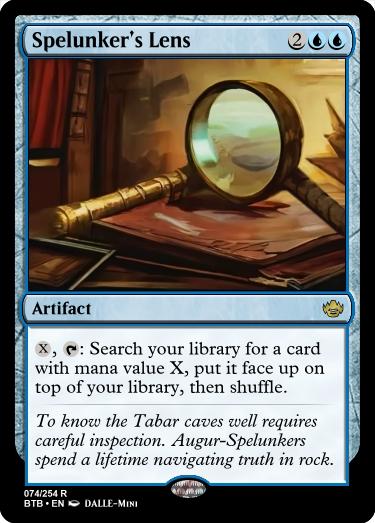 Spelunker's Lens 2
Artifact
X, : Search your library for a card
with mana value X, put it face up on
top of your library, then shuffle.
To know the Tabar caves well requires
careful inspection. Augur-Spelunkers
spend a lifetime navigating truth in rock.
074/254 R
BTB • EN DALLE-Mini